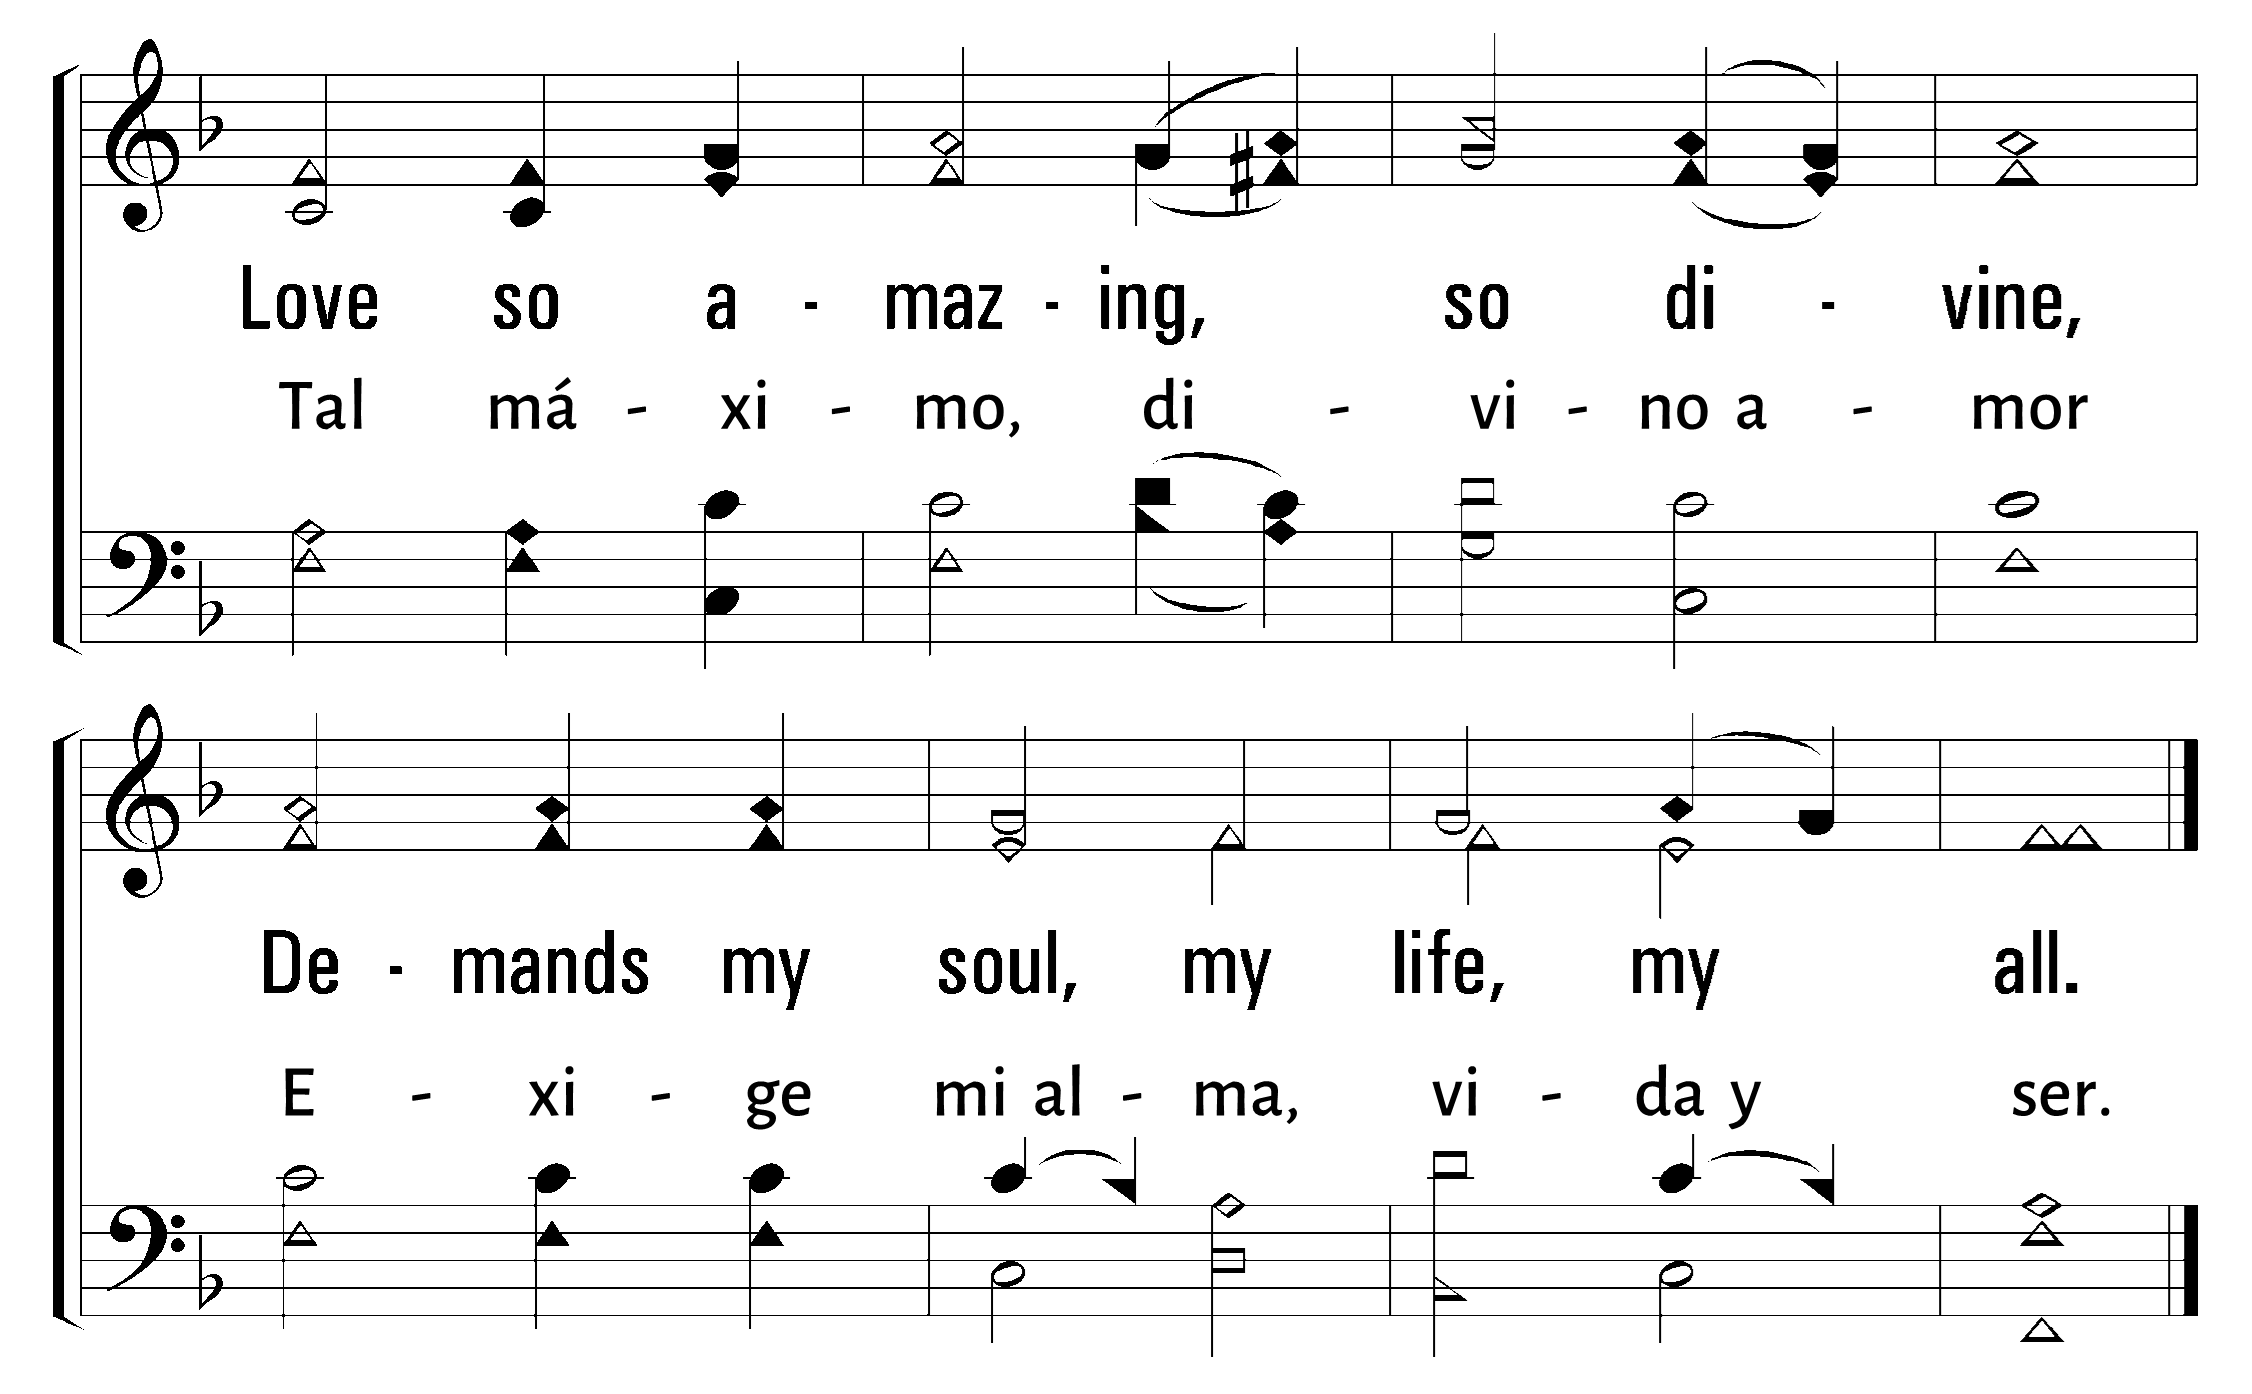 Love so a - maz - ing, so di - vine,
Tal má - xi - mo, di - vi - no a - mor
De - mands my soul, my life, my all.
E - xi - ge mi al - ma, vi - da y ser.